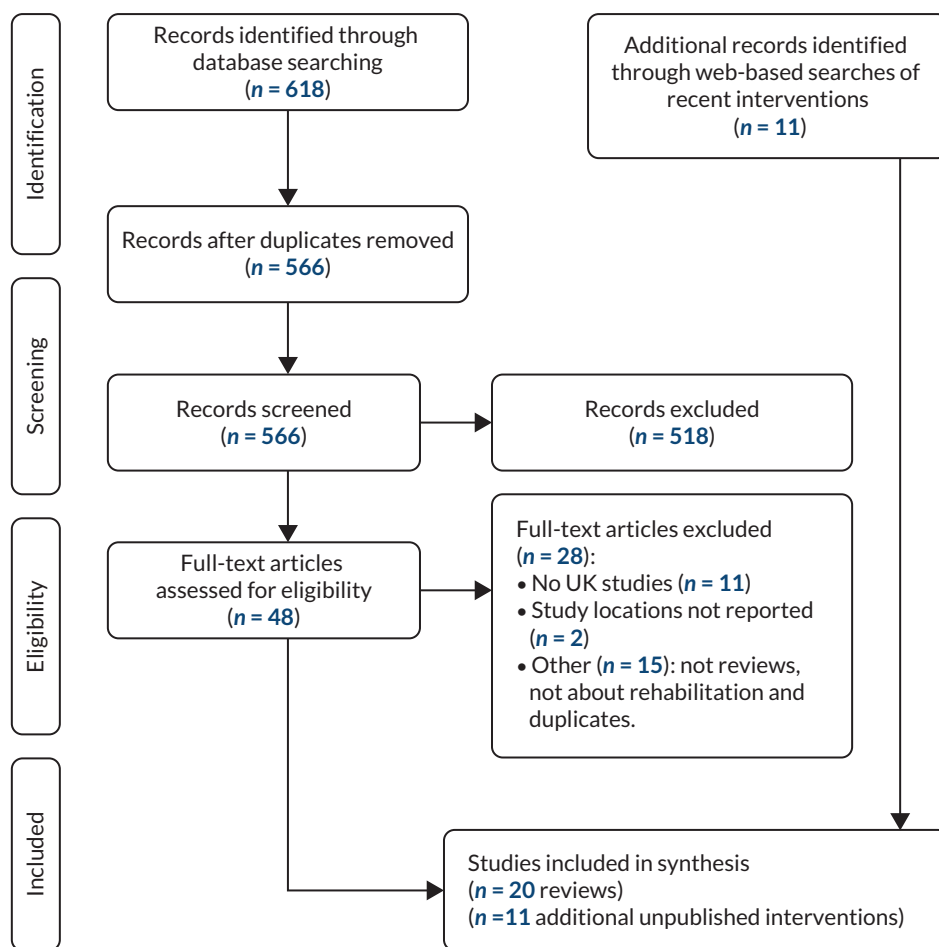 Identification
Records identified through
database searching
(n = 618)
Additional records identified
through web-based searches of
recent interventions
(n = 11)
Records after duplicates removed
(n = 566)
Screening
Records screened
(n = 566)
Records excluded
(n = 518)
Eligibility
Full-text articles
assessed for eligibility
(n = 48)
Full-text articles excluded
(n = 28):
• No UK studies (n = 11)
• Study locations not reported
(n = 2)
• Other (n = 15): not reviews,
not about rehabilitation and
duplicates.
Included
Studies included in synthesis
(n = 20 reviews)
(n =11 additional unpublished interventions)